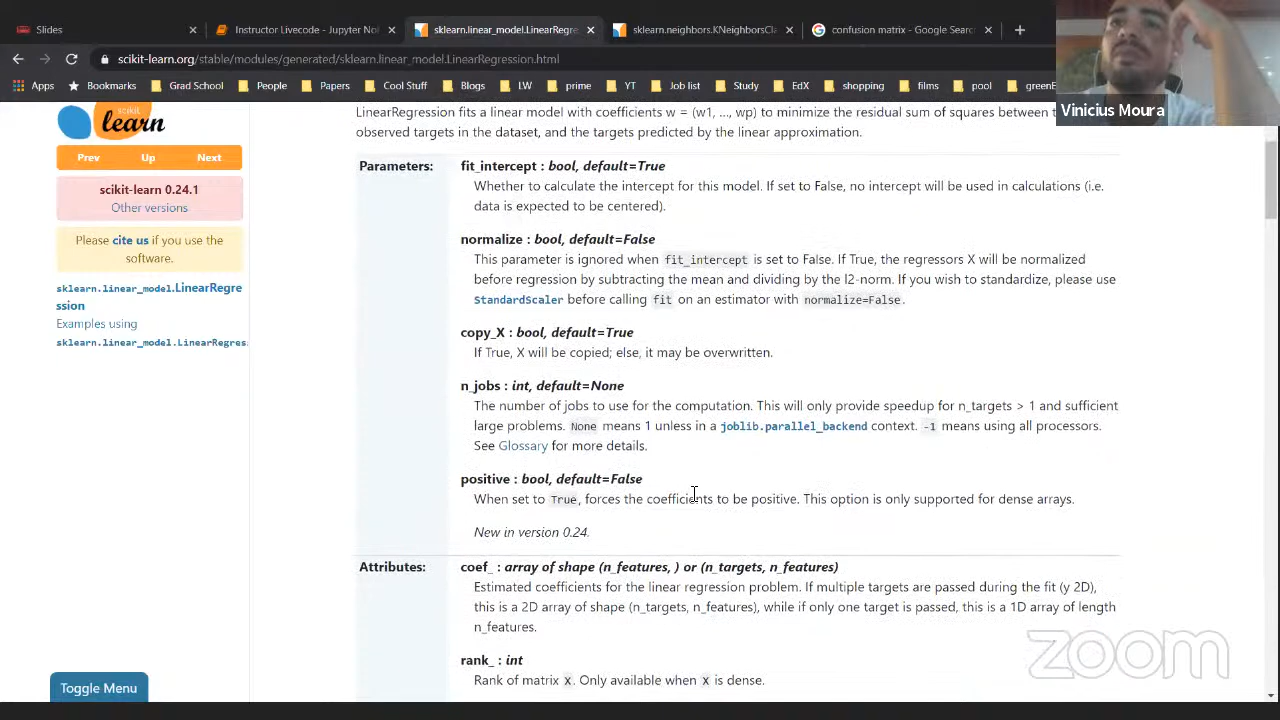 Slides
Instructor Livecode - Jupyter No
sklearn.linear_model.LinearRegre
sklearn.neighbors.KNeighborsCla
confusion matrix - Google Searc
scikit-learn.org/stable/modules/generated/sklearn.linear_model.LinearRegression.html
Apps
Bookmarks
Grad School
People
Papers
Cool Stuff
Blogs
LW
prime
YT
Job list
Dense
EdX
shopping
films
pool
greenE
Vinicius Moura
scikit
learn
Prev
Up
Next
scikit-learn 0.24.1
Other versions
Please cite us if you use the
software.
sklearn.linear_model.LinearRegre
ssion
Examples using
sklearn.linear_model.LinearRegres
Toggle Menu
LinearRegression fits a linear model with coefficients w = (w1, …, wp) to minimize the residual sum of squares between t
observed targets in the dataset, and the targets predicted by the linear approximation.
Parameters:
fit_intercept : bool, default=True
Whether to calculate the intercept for this model. If set to False, no intercept will be used in calculations (i.e.
data is expected to be centered).
normalize : bool, default=False
This parameter is ignored when fit_intercept is set to False. If True, the regressors X will be normalized
before regression by subtracting the mean and dividing by the l2-norm. If you wish to standardize, please use
StandardScaler before calling fit on an estimator with normalize=False.
copy_X : bool, default=True
If True, X will be copied; else, it may be overwritten.
n_jobs : int, default=None
The number of jobs to use for the computation. This will only provide speedup for n_targets > 1 and sufficient
large problems. None means 1 unless in a joblib.parallel_backend context. -1 means using all processors.
See Glossary for more details.
positive : bool, default=False
When set to True, forces the coefficients to be positive. This option is only supported for dense arrays.
New in version 0.24.
Attributes:
coef_ : array of shape (n_features, ) or (n_targets, n_features)
Estimated coefficients for the linear regression problem. If multiple targets are passed during the fit (y 2D),
this is a 2D array of shape (n_targets, n_features), while if only one target is passed, this is a 1D array of length
n_features.
rank_ : int
Rank of matrix X. Only available when X is dense.
zoom